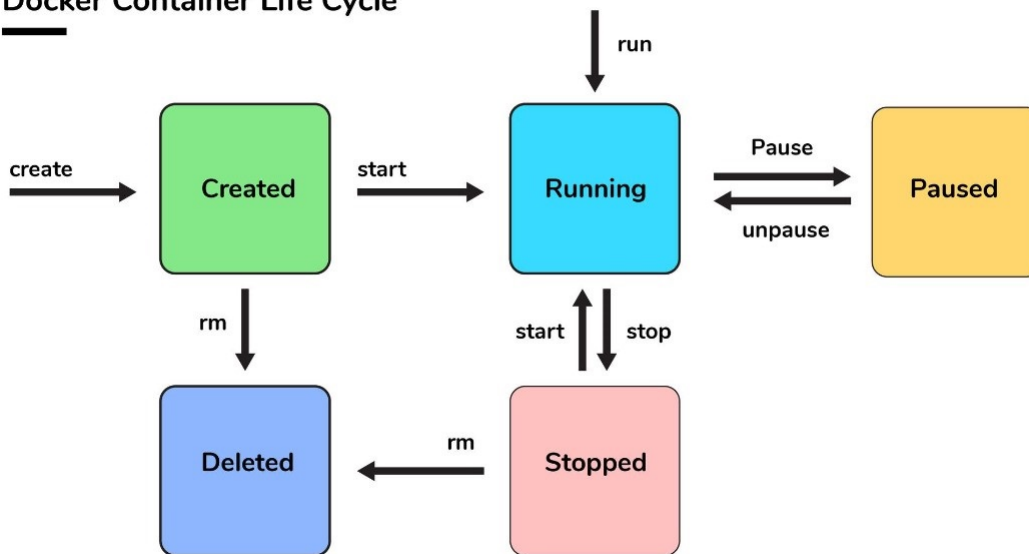 Docker Container Life Cycle
run
create
Created
start
Running
Pause
unpause
Paused
rm
start
stop
Deleted
rm
Stopped